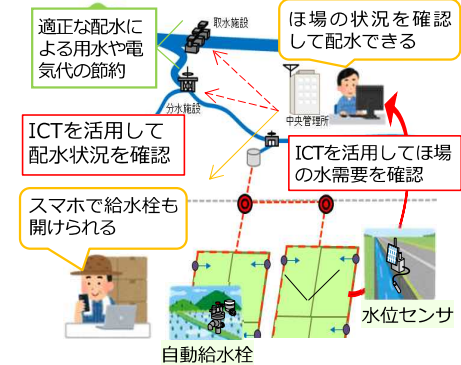 適正な配水に
よる用水や電
気代の節約
取水施設
ほ場の状況を確認
して配水できる
分水施設
中央管理所
ICTを活用して
配水状況を確認
ICTを活用してほ場
の水需要を確認
スマホで給水栓も
開けられる
水位センサ
自動給水栓